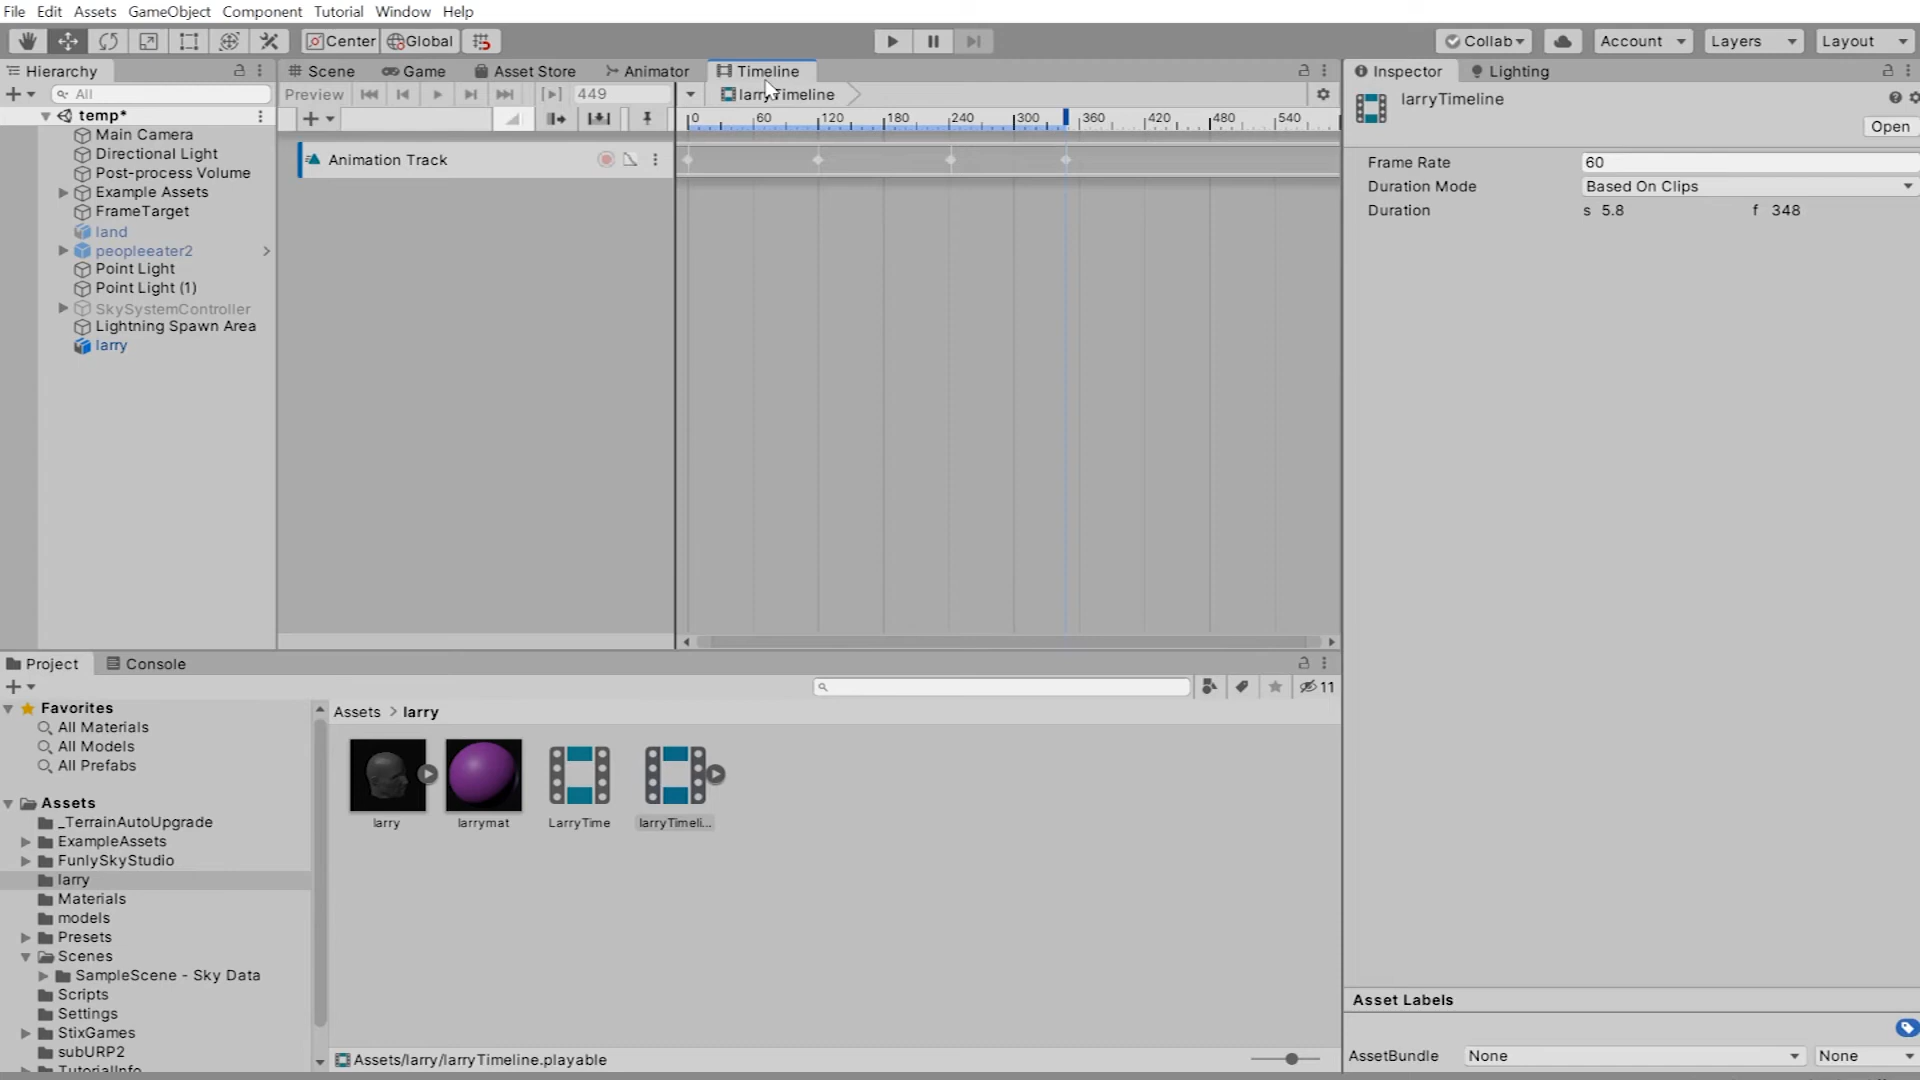 File Edit Assets GameObject Component Tutorial Window Help
Center Global Collab Account Layers Layout
Hierarchy Scene Game Asset Store Animator Timeline Inspector Lighting
All Preview 449 larryTimeline larryTimeline
Open
0 60 120 180 240 300 360 420 480 540
temp*
Main Camera
Directional Light
Post-process Volume
Example Assets
FrameTarget
land
peopleeater2
Point Light
Point Light (1)
SkySystemController
Lightning Spawn Area
larry
Animation Track
Frame Rate 60
Duration Mode Based On Clips
Duration s 5.8 f 348
Project Console
11
Favorites
All Materials
All Models
All Prefabs
Assets
_TerrainAutoUpgrade
ExampleAssets
FunlySkyStudio
larry
Materials
models
Presets
Scenes
SampleScene - Sky Data
Scripts
Settings
StixGames
subURP2
TutorialInfo
Assets > larry
larry larrymat LarryTime larryTimeli...
Assets/larry/larryTimeline.playable
Asset Labels
AssetBundle None None